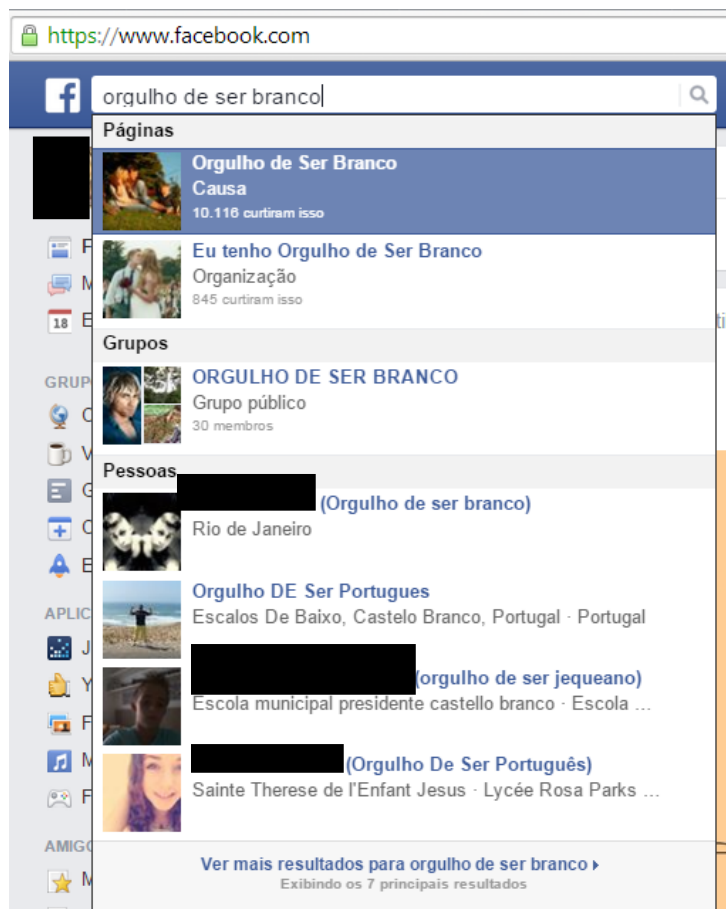 https://www.facebook.com
f
orgulho de ser branco
Páginas
Orgulho de Ser Branco
Causa
10.116 curtiram isso
F
Eu tenho Orgulho de Ser Branco
M
Organização
845 curtiram isso
18 E
Grupos
GRUP
ORGULHO DE SER BRANCO
C
Grupo público
30 membros
V
Pessoas
G
(Orgulho de ser branco)
C
Rio de Janeiro
E
Orgulho DE Ser Portugues
APLIC
Escalos De Baixo, Castelo Branco, Portugal · Portugal
J
Y
(orgulho de ser jequeano)
Escola municipal presidente castello branco · Escola ...
F
M
(Orgulho De Ser Português)
F
Sainte Therese de l'Enfant Jesus · Lycée Rosa Parks ...
AMIG
Ver mais resultados para orgulho de ser branco
M
Exibindo os 7 principais resultados